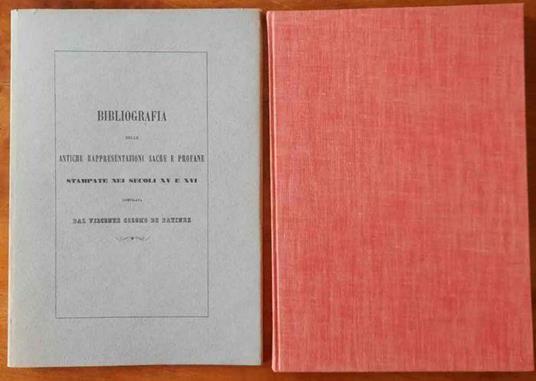 BIBLIOGRAFIA
DELLE
ANTICHE RAPPRESENTAZIONI SACRE E PROFANE
STAMPATE NEI SECOLI XV E XVI
COMPILATA
DAL VISCONTE COLOMB DE BATINES